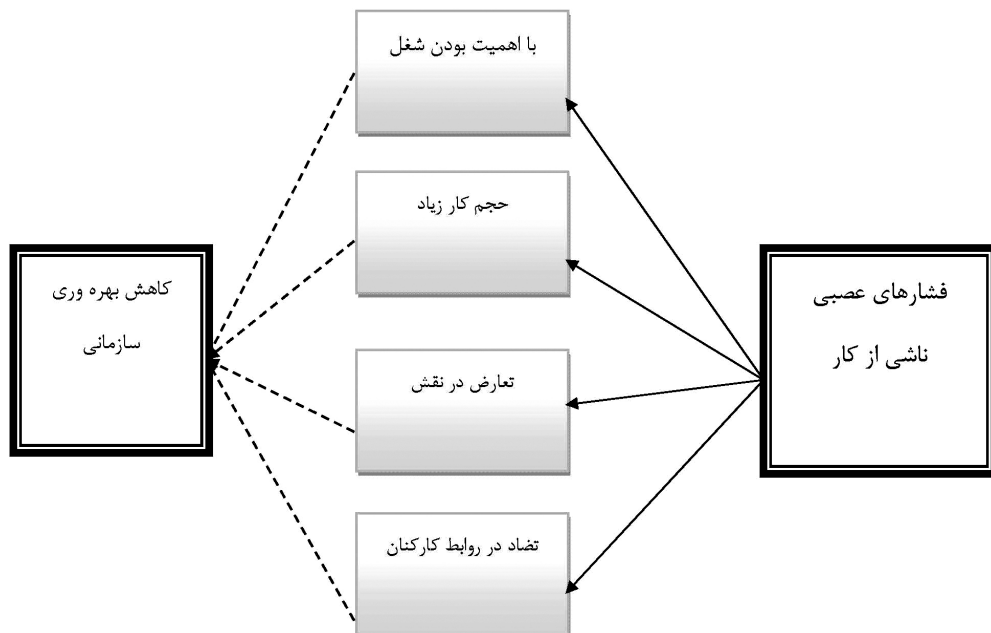 با اهمیت بودن شغل
حجم کار زیاد
فشارهای عصبی
ناشی از کار
کاهش بهره وری
سازمانی
تعارض در نقش
تضاد در روابط کارکنان